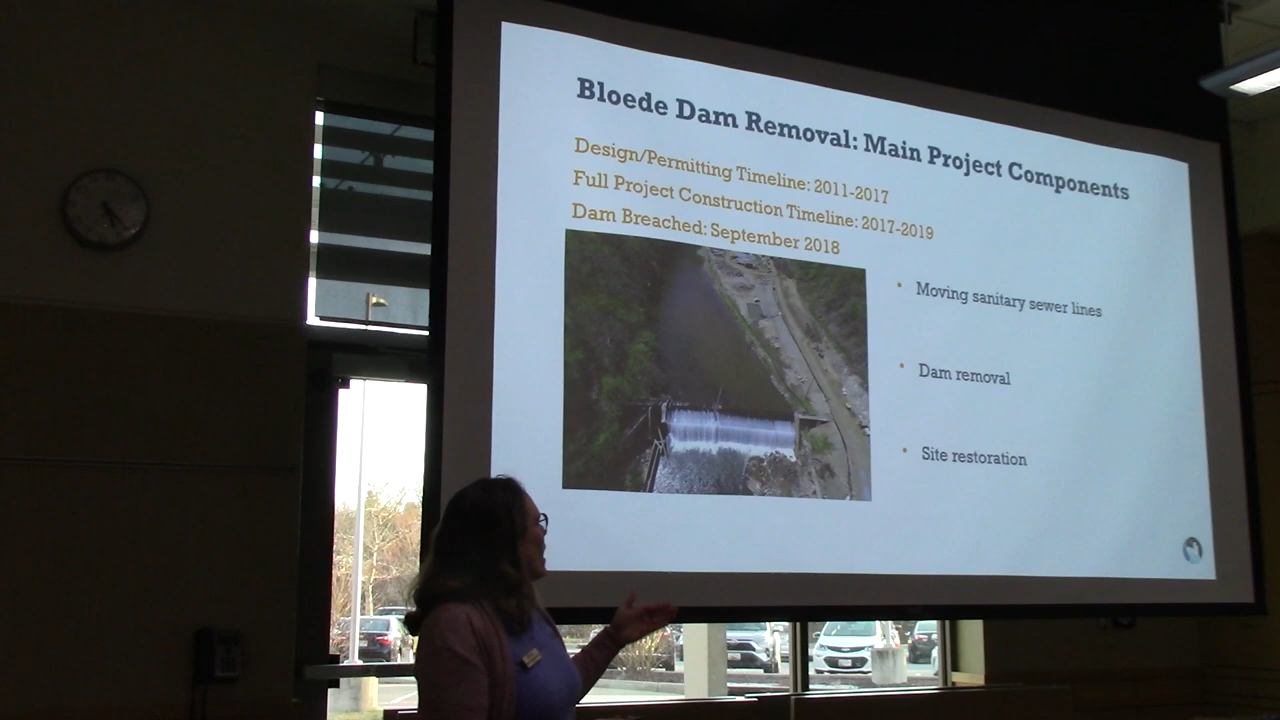 Bloede Dam Removal: Main Project Components
Design/Permitting Timeline: 2011-2017
Full Project Construction Timeline: 2017-2019
Dam Breached: September 2018
• Moving sanitary sewer lines
• Dam removal
• Site restoration